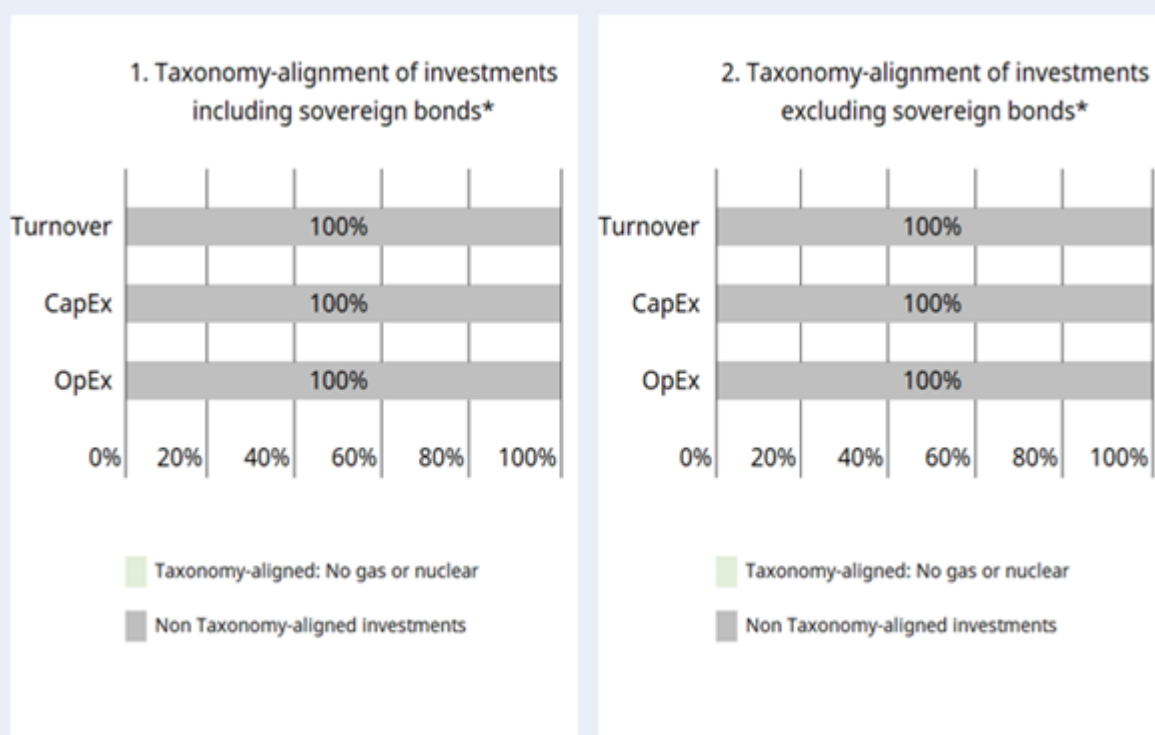 1. Taxonomy-alignment of investments
including sovereign bonds*
Turnover 100%
CapEx 100%
OpEx 100%
0% 20% 40% 60% 80% 100%
Taxonomy-aligned: No gas or nuclear
Non Taxonomy-aligned investments
2. Taxonomy-alignment of investments
excluding sovereign bonds*
Turnover 100%
CapEx 100%
OpEx 100%
0% 20% 40% 60% 80% 100%
Taxonomy-aligned: No gas or nuclear
Non Taxonomy-aligned investments